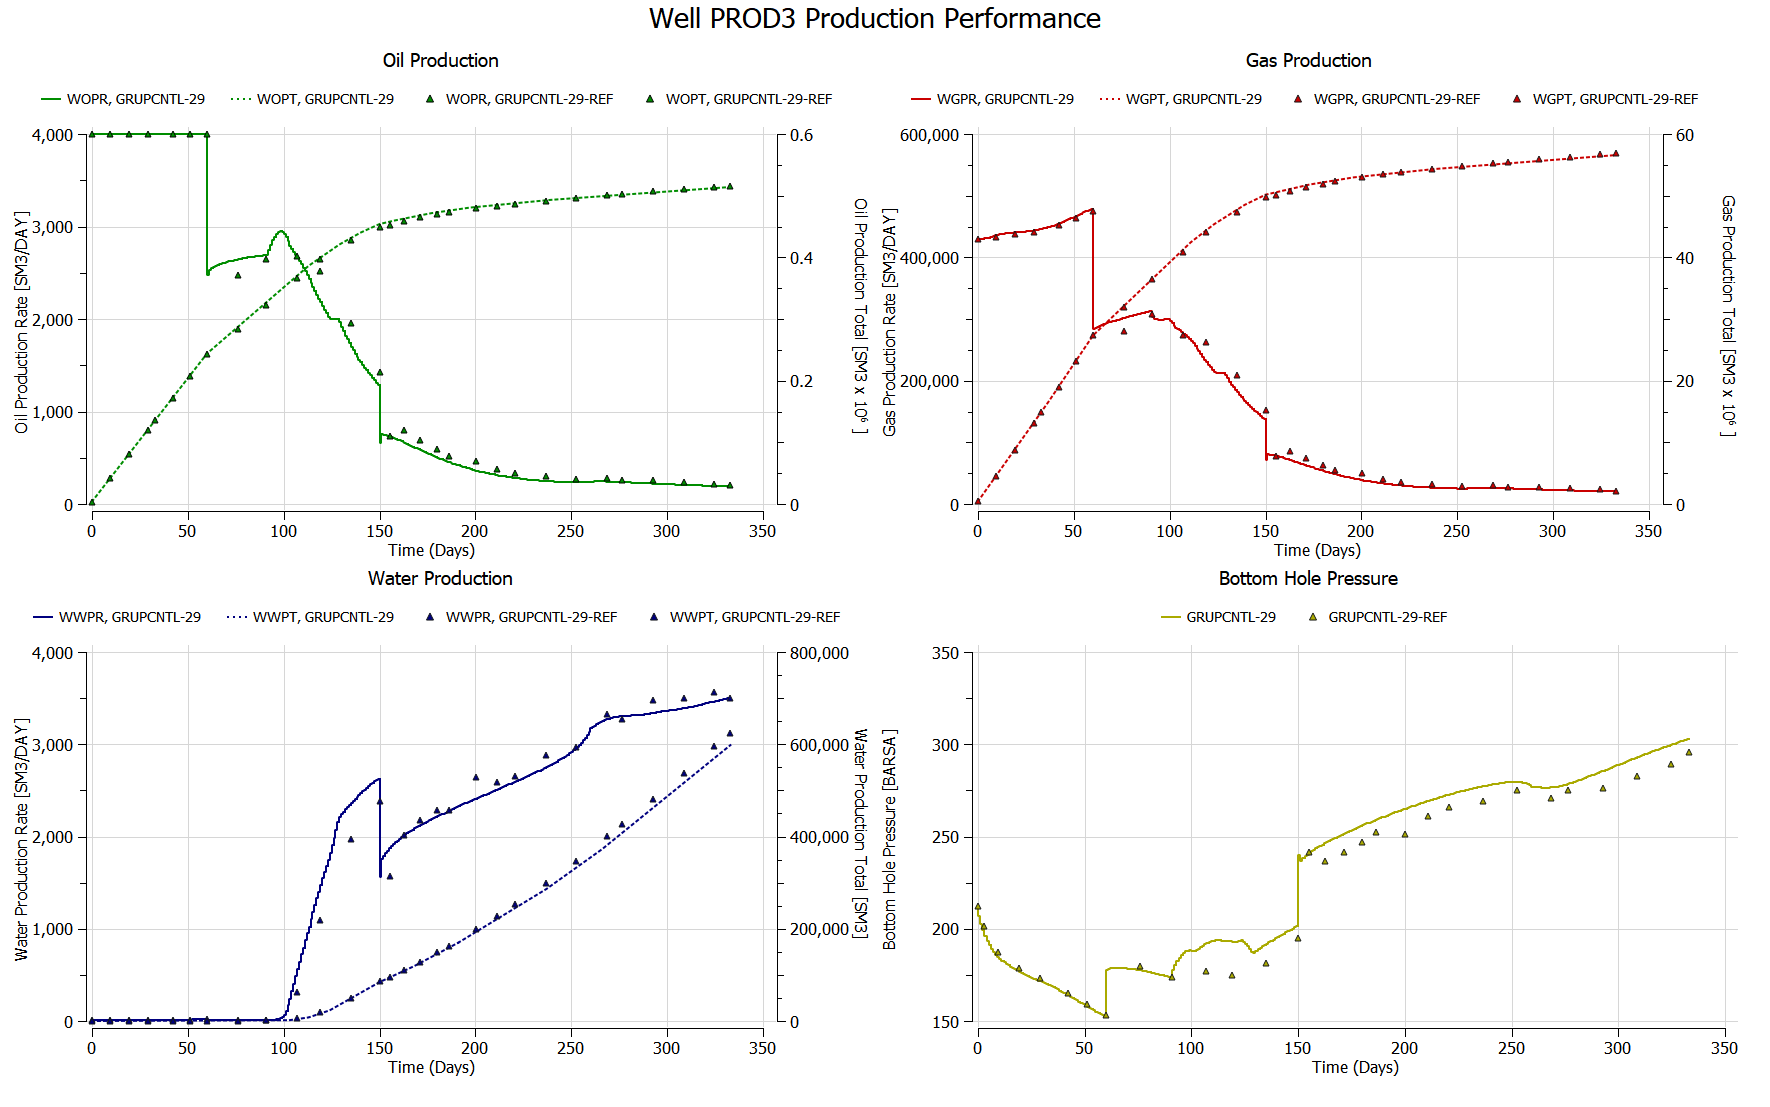 Well PROD3 Production Performance
Oil Production
WOPR, GRUPCNTL-29 WOPT, GRUPCNTL-29 WOPR, GRUPCNTL-29-REF WOPT, GRUPCNTL-29-REF
4,000
3,000
2,000
1,000
0
Oil Production Rate [SM3/DAY]
0.6
0.4
0.2
0
Oil Production Total [SM3 x 10⁶ ]
0 50 100 150 200 250 300 350
Time (Days)
Gas Production
WGPR, GRUPCNTL-29 WGPT, GRUPCNTL-29 WGPR, GRUPCNTL-29-REF WGPT, GRUPCNTL-29-REF
600,000
400,000
200,000
0
Gas Production Rate [SM3/DAY]
60
40
20
0
Gas Production Total [SM3 x 10⁶ ]
0 50 100 150 200 250 300 350
Time (Days)
Water Production
WWPR, GRUPCNTL-29 WWPT, GRUPCNTL-29 WWPR, GRUPCNTL-29-REF WWPT, GRUPCNTL-29-REF
4,000
3,000
2,000
1,000
0
Water Production Rate [SM3/DAY]
800,000
600,000
400,000
200,000
0
Water Production Total [SM3]
0 50 100 150 200 250 300 350
Time (Days)
Bottom Hole Pressure
GRUPCNTL-29 GRUPCNTL-29-REF
350
300
250
200
150
Bottom Hole Pressure [BARSA]
0 50 100 150 200 250 300 350
Time (Days)